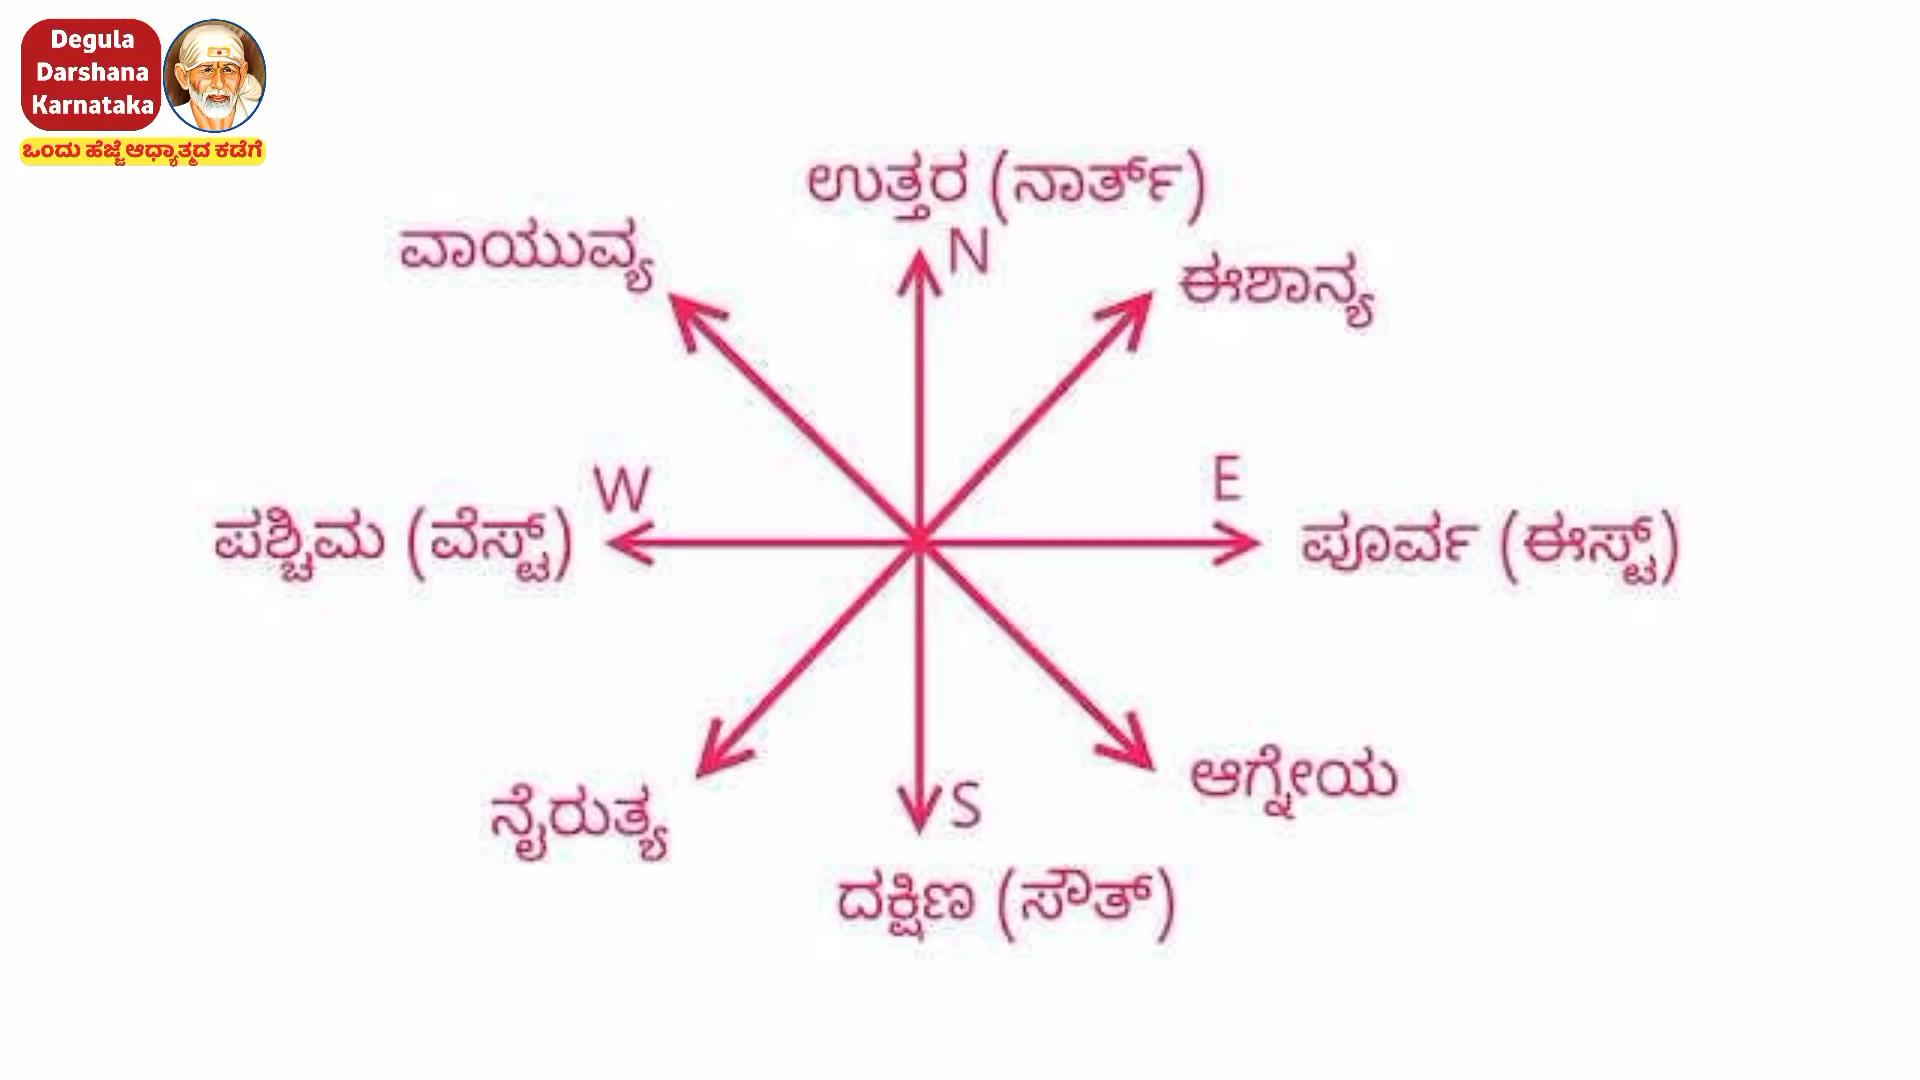 Degula
Darshana
Karnataka
ಒಂದು ಹೆಜ್ಜೆ ಆಧ್ಯಾತ್ಮದ ಕಡೆಗೆ
ಉತ್ತರ (ನಾರ್ತ್)
N
ವಾಯುವ್ಯ
ಈಶಾನ್ಯ
W
E
ಪಶ್ಚಿಮ (ವೆಸ್ಟ್)
ಪೂರ್ವ (ಈಸ್ಟ್)
ನೈರುತ್ಯ
ಆಗ್ನೇಯ
S
ದಕ್ಷಿಣ (ಸೌತ್)